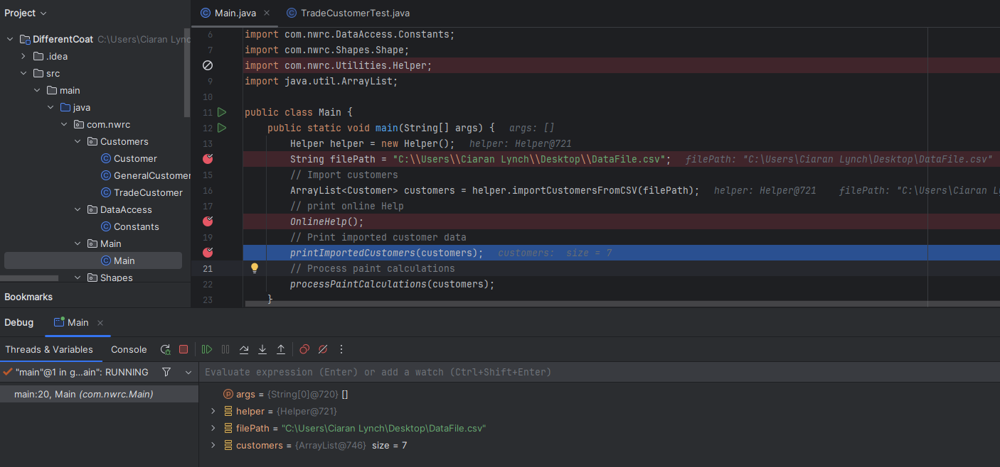 Project
Main.java
TradeCustomerTest.java
DifferentCoat C:\Users\Ciaran Lync
.idea
src
main
java
com.nwrc
Customers
Customer
GeneralCustomer
TradeCustomer
DataAccess
Constants
Main
Main
Shapes
Bookmarks
6 import com.nwrc.DataAccess.Constants;
7 import com.nwrc.Shapes.Shape;
import com.nwrc.Utilities.Helper;
9 import java.util.ArrayList;
10
11 public class Main {
12 public static void main(String[] args) { args: []
13 Helper helper = new Helper(); helper: Helper@721
String filePath = "C:\\Users\\Ciaran Lynch\\Desktop\\DataFile.csv"; filePath: "C:\Users\Ciaran Lynch\Desktop\DataFile.csv"
15 // Import customers
16 ArrayList<Customer> customers = helper.importCustomersFromCSV(filePath); helper: Helper@721 filePath: "C:\Users\Ciaran Ly
17 // print online Help
OnlineHelp();
19 // Print imported customer data
printImportedCustomers(customers); customers: size = 7
21 // Process paint calculations
22 processPaintCalculations(customers);
23 }
Debug
Main
Threads & Variables
Console
"main"@1 in g...ain": RUNNING
Evaluate expression (Enter) or add a watch (Ctrl+Shift+Enter)
main:20, Main (com.nwrc.Main)
args = {String[0]@720} []
helper = {Helper@721}
filePath = "C:\Users\Ciaran Lynch\Desktop\DataFile.csv"
customers = {ArrayList@746} size = 7